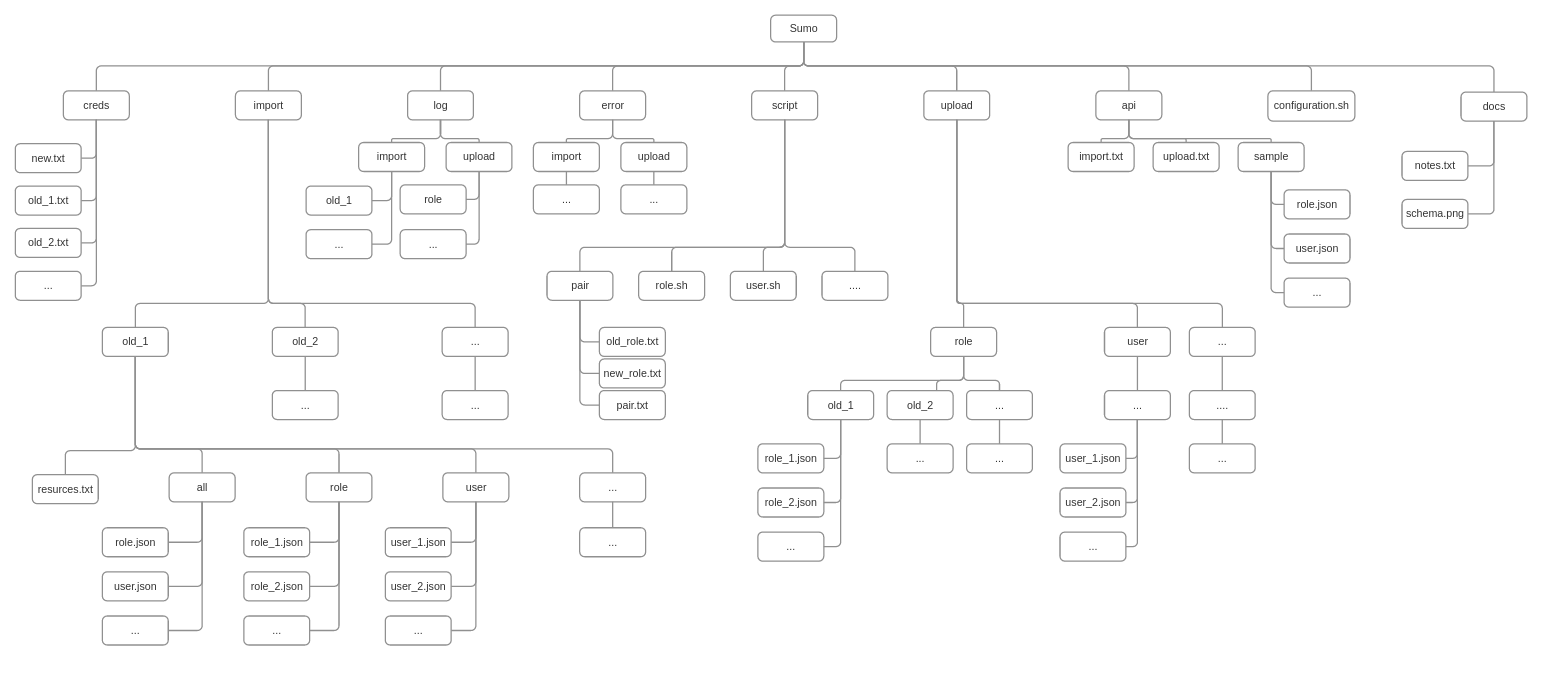 Sumo
creds
import
log
error
script
upload
api
configuration.sh
docs
new.txt
old_1.txt
old_2.txt
...
import
upload
old_1
role
...
...
import
upload
...
...
import.txt
upload.txt
sample
role.json
user.json
...
notes.txt
schema.png
pair
role.sh
user.sh
....
old_role.txt
new_role.txt
pair.txt
old_1
old_2
...
...
...
role
user
...
old_1
old_2
...
...
....
role_1.json
role_2.json
...
...
...
user_1.json
user_2.json
...
...
resurces.txt
all
role
user
...
role.json
user.json
...
role_1.json
role_2.json
...
user_1.json
user_2.json
...
...